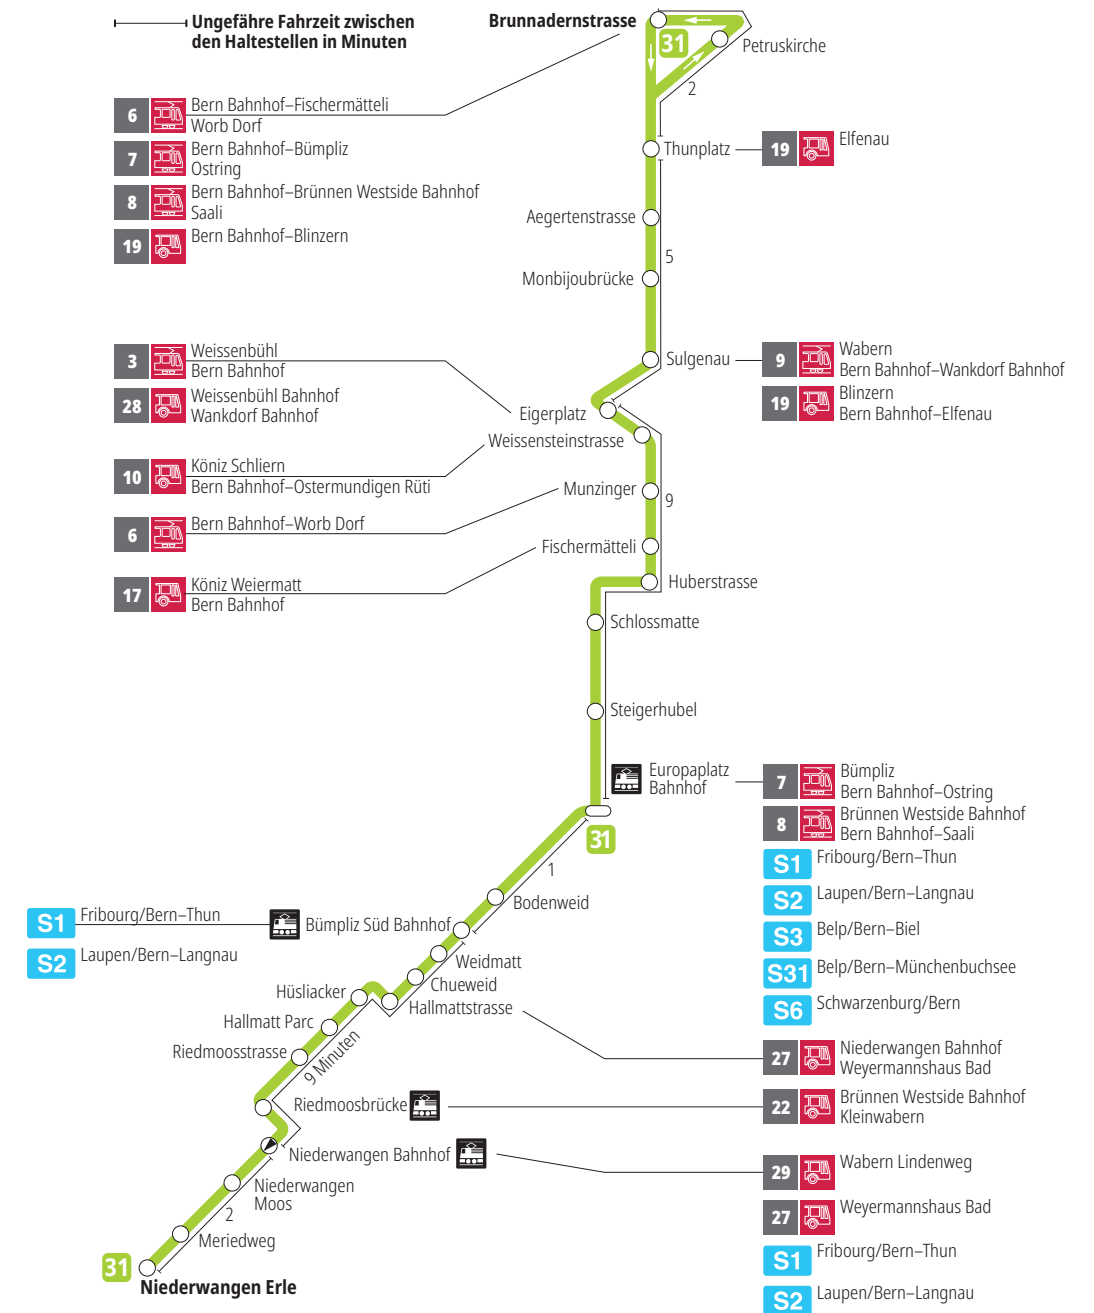 Ungefähre Fahrzeit zwischen
den Haltestellen in Minuten
Brunnadernstrasse
31
Petruskirche
2
6
Bern Bahnhof–Fischermätteli
Worb Dorf
7
Bern Bahnhof–Bümpliz
Ostring
8
Bern Bahnhof–Brünnen Westside Bahnhof
Saali
19
Bern Bahnhof–Blinzern
Thunplatz
19
Elfenau
Aegertenstrasse
5
Monbijoubrücke
Sulgenau
9
Wabern
Bern Bahnhof–Wankdorf Bahnhof
19
Blinzern
Bern Bahnhof–Elfenau
3
Weissenbühl
Bern Bahnhof
28
Weissenbühl Bahnhof
Wankdorf Bahnhof
Eigerplatz
Weissensteinstrasse
10
Köniz Schliern
Bern Bahnhof–Ostermundigen Rüti
Munzinger
9
6
Bern Bahnhof–Worb Dorf
Fischermätteli
17
Köniz Weiermatt
Bern Bahnhof
Huberstrasse
Schlossmatte
Steigerhubel
Europaplatz
Bahnhof
7
Bümpliz
Bern Bahnhof–Ostring
8
Brünnen Westside Bahnhof
Bern Bahnhof–Saali
S1
Fribourg/Bern–Thun
S2
Laupen/Bern–Langnau
S3
Belp/Bern–Biel
S31
Belp/Bern–Münchenbuchsee
S6
Schwarzenburg/Bern
31
1
Bodenweid
S1
Fribourg/Bern–Thun
S2
Laupen/Bern–Langnau
Bümpliz Süd Bahnhof
Weidmatt
Chueweid
Hallmattstrasse
27
Niederwangen Bahnhof
Weyermannshaus Bad
Hüsliacker
Hallmatt Parc
Riedmoosstrasse
9 Minuten
Riedmoosbrücke
22
Brünnen Westside Bahnhof
Kleinwabern
Niederwangen Bahnhof
29
Wabern Lindenweg
27
Weyermannshaus Bad
S1
Fribourg/Bern–Thun
S2
Laupen/Bern–Langnau
Niederwangen
Moos
2
Meriedweg
31
Niederwangen Erle